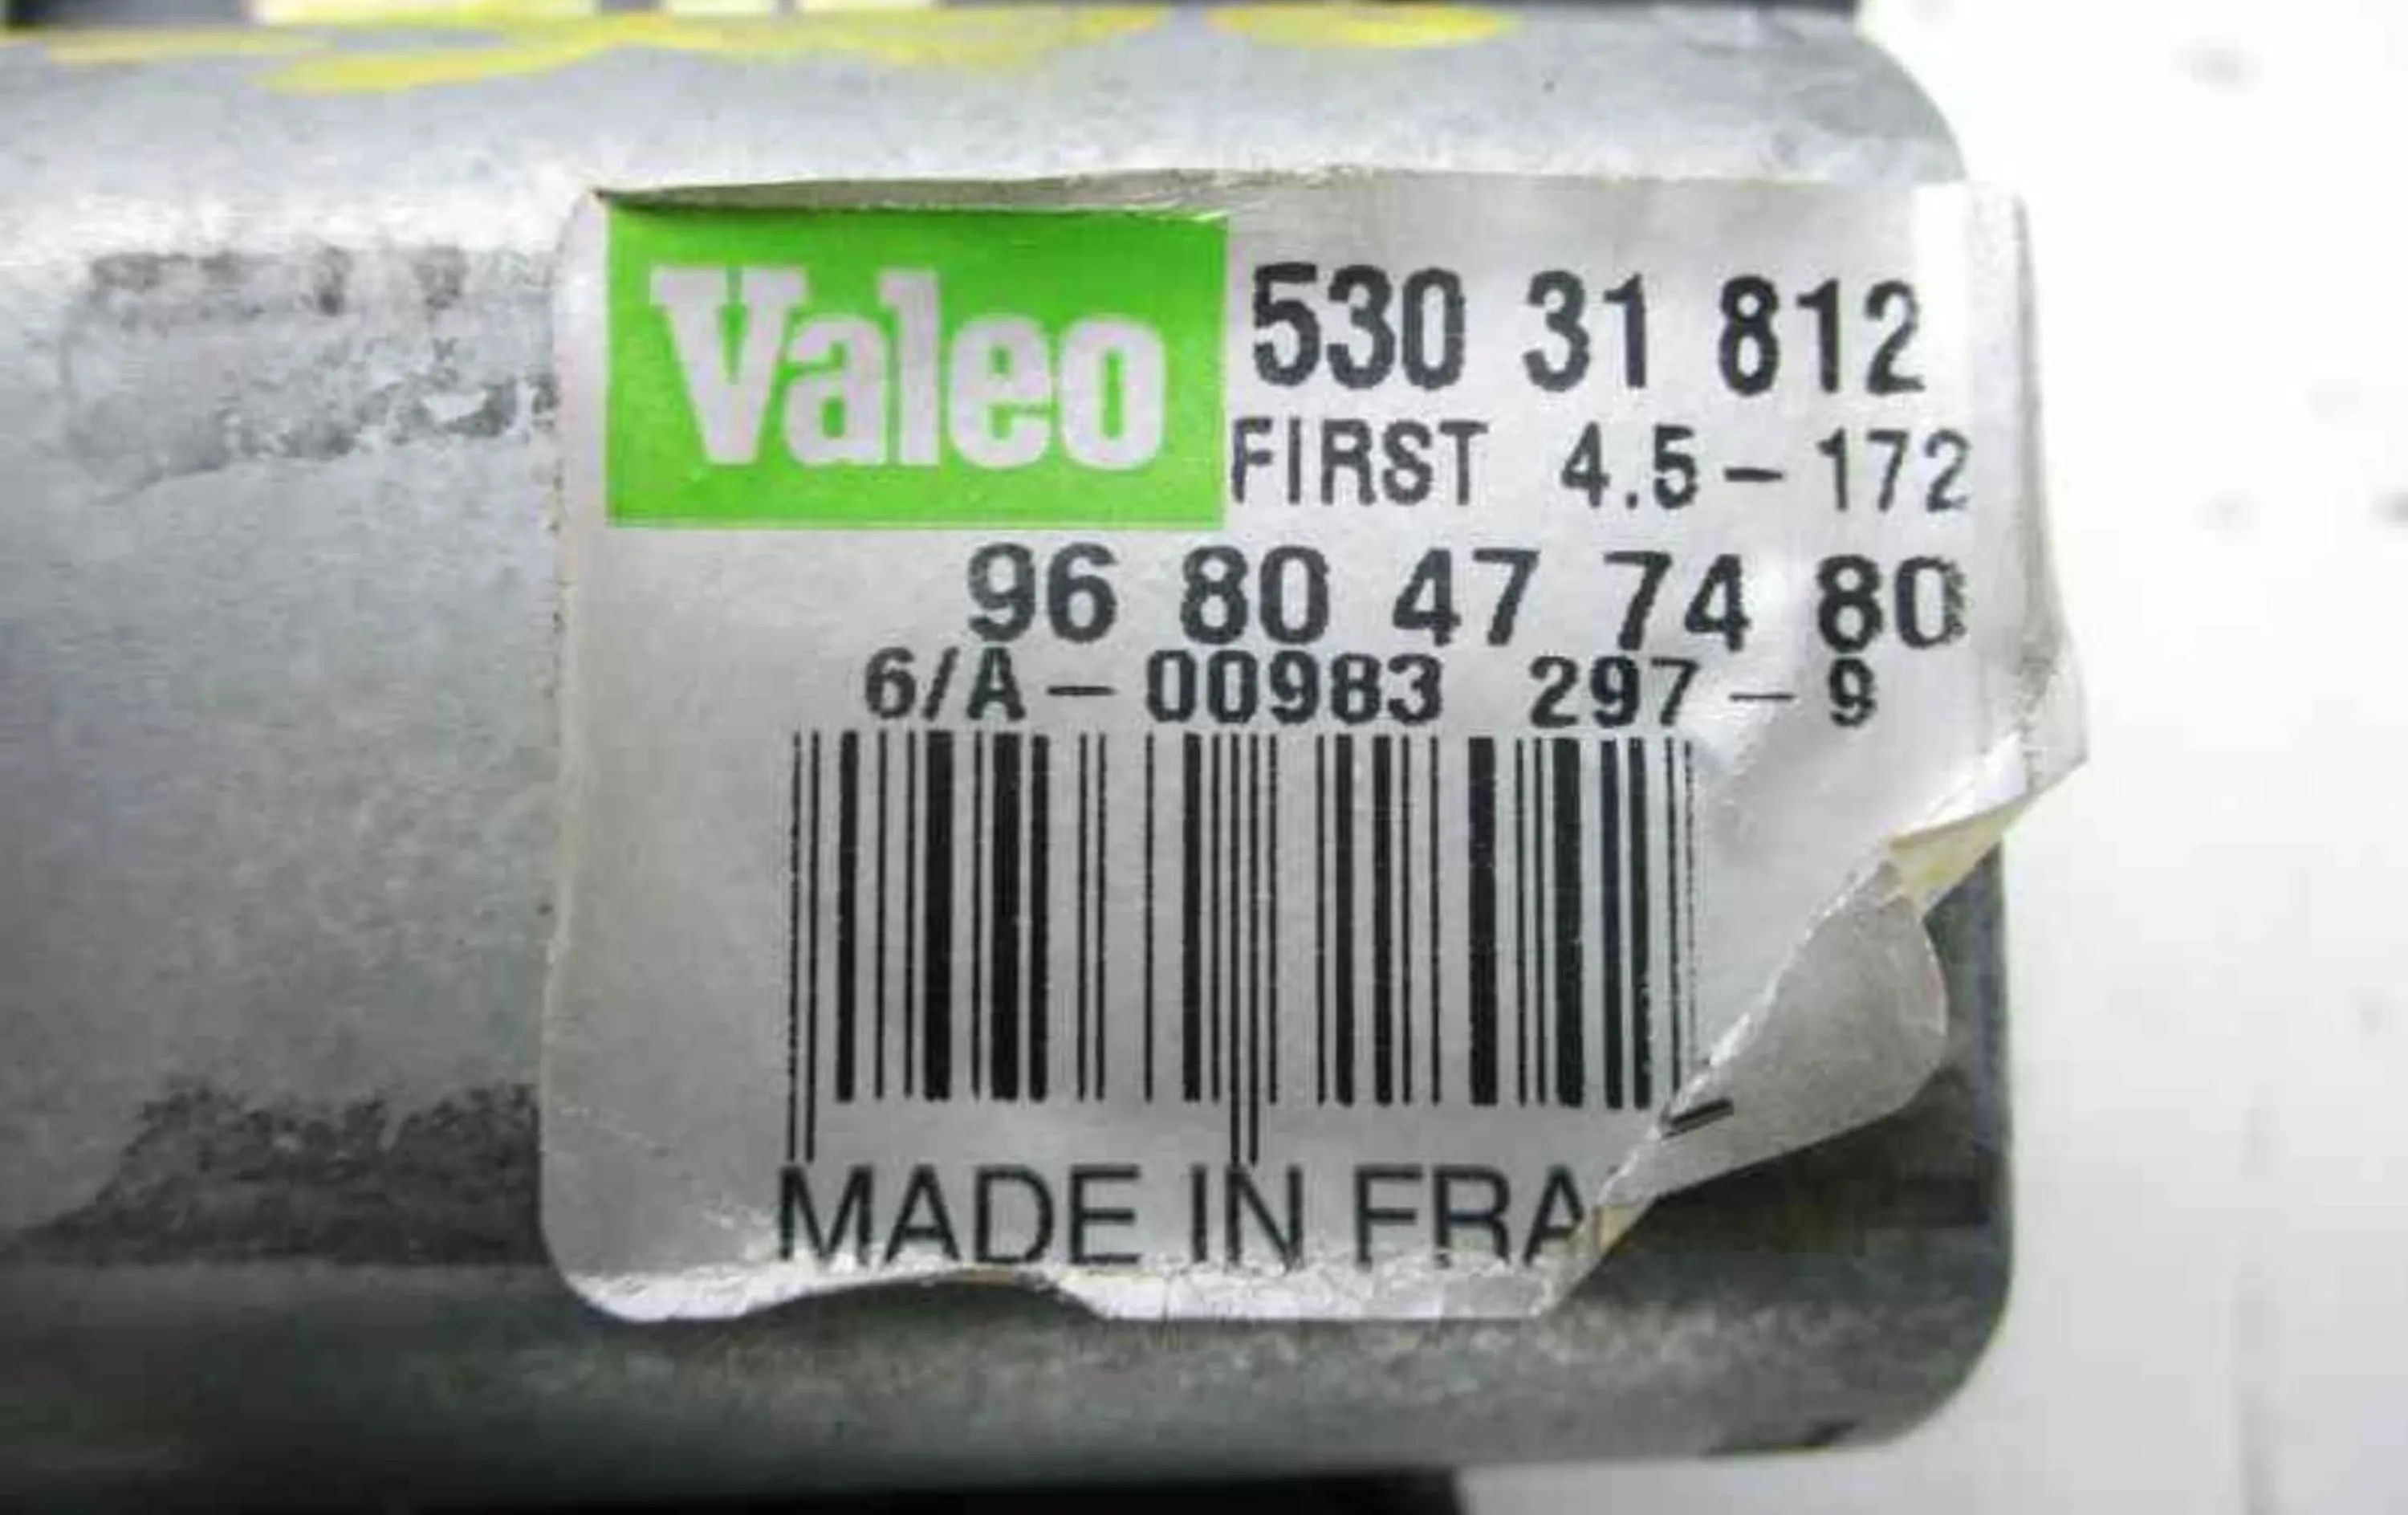 Valeo
530 31 812
FIRST 4.5-172
96 80 47 74 80
6/A-00983 297-9
MADE IN FRA